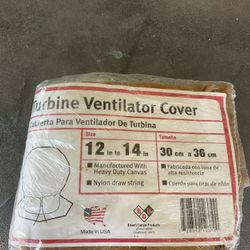 Turbine Ventilator Cover
Cubierta Para Ventilador De Turbina
Size
Tamaño
12 in to 14 in
30 cm a 36 cm
Manufactured With
Heavy Duty Canvas
Fabricada con lona de
alta resistencia
Nylon draw string
Cuerda para tirar de nilón
Made in USA